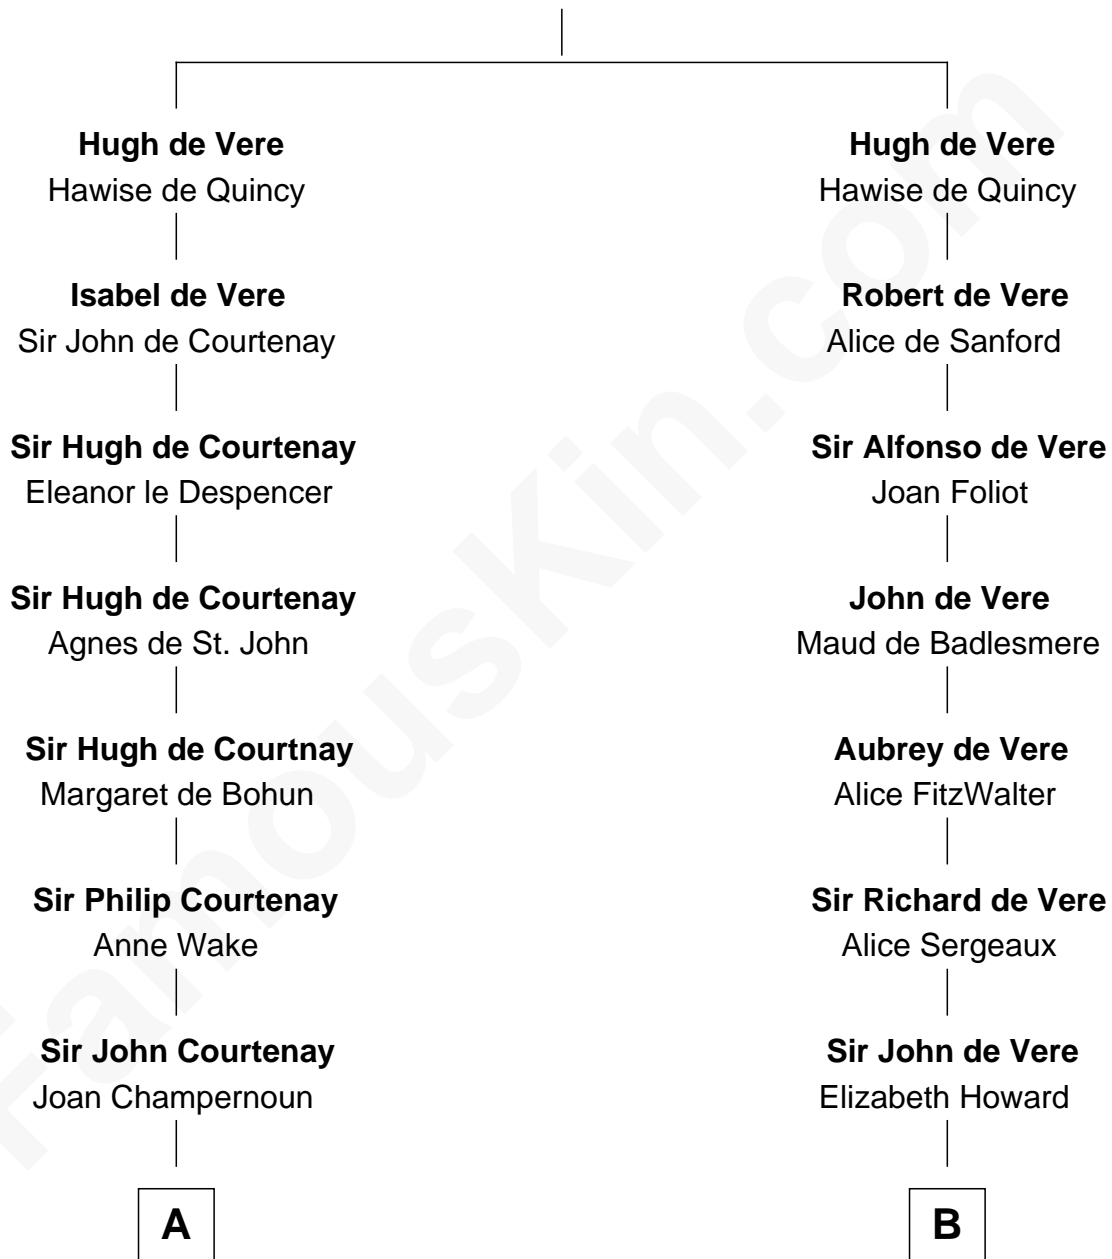 Hugh de Vere
Hawise de Quincy
Isabel de Vere
Sir John de Courtenay
Sir Hugh de Courtenay
Eleanor le Despencer
Sir Hugh de Courtenay
Agnes de St. John
Sir Hugh de Courtnay
Margaret de Bohun
Sir Philip Courtenay
Anne Wake
Sir John Courtenay
Joan Champernoun
A
Hugh de Vere
Hawise de Quincy
Robert de Vere
Alice de Sanford
Sir Alfonso de Vere
Joan Foliot
John de Vere
Maud de Badlesmere
Aubrey de Vere
Alice FitzWalter
Sir Richard de Vere
Alice Sergeaux
Sir John de Vere
Elizabeth Howard
B
FamousKin.com